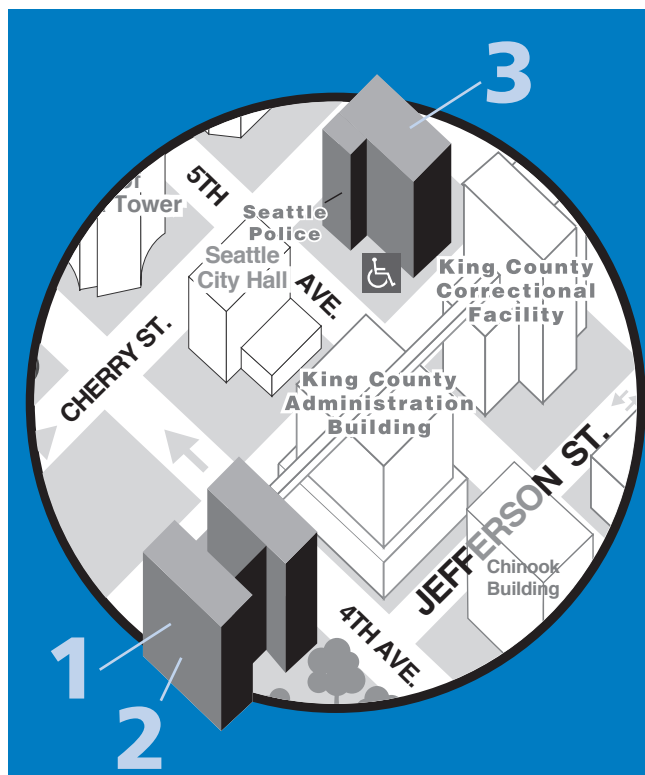 3
5TH
of
Tower
Seattle
Police
Seattle
City Hall
AVE.
King County
Correctional
Facility
CHERRY ST.
King County
Administration
Building
JEFFERSON ST.
Chinook
Building
4TH AVE.
1
2